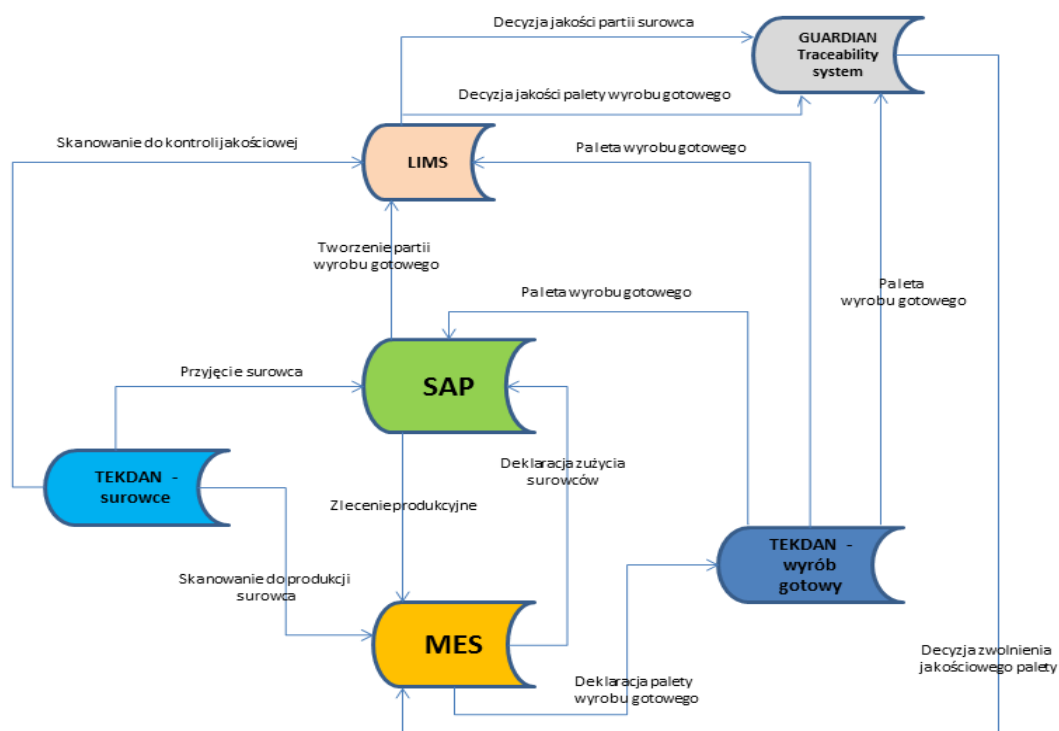 Decyzja jakości partii surowca
GUARDIAN
Traceability
system
Decyzja jakości palety wyrobu gotowego
Skanowanie do kontroli jakościowej
LIMS
Paleta wyrobu gotowego
Tworzenie partii
wyrobu gotowego
Paleta wyrobu gotowego
Paleta
wyrobu gotowego
Przyjęcie surowca
SAP
TEKDAN -
surowce
Deklaracja zużycia
surowców
Zlecenie produkcyjne
TEKDAN -
wyrób
gotowy
Skanowanie do produkcji
surowca
MES
Decyzja zwolnienia
jakościowego palety
Deklaracja palety
wyrobu gotowego